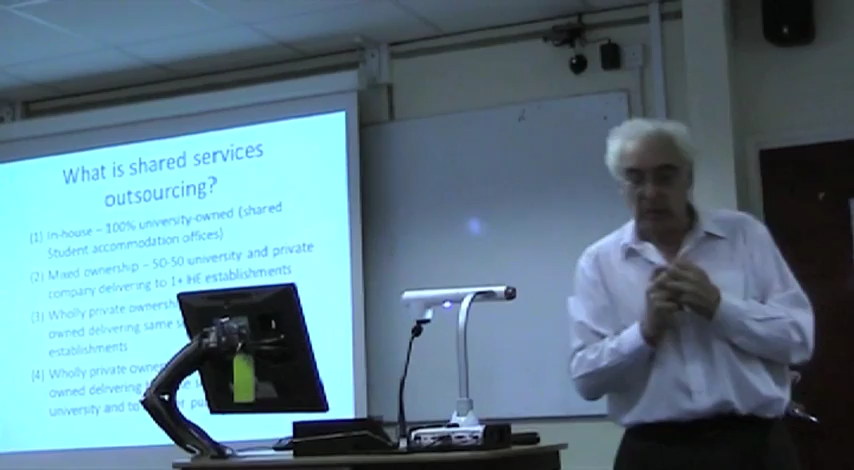 What is shared services
outsourcing?
(1) In-house – 100% university-owned (shared
Student accommodation offices)
(2) Mixed ownership – 50-50 university and private
company delivering to 1+ HE establishments
(3) Wholly private
owned delivering same
establishments
(4) Wholly private
owned delivering
university and to